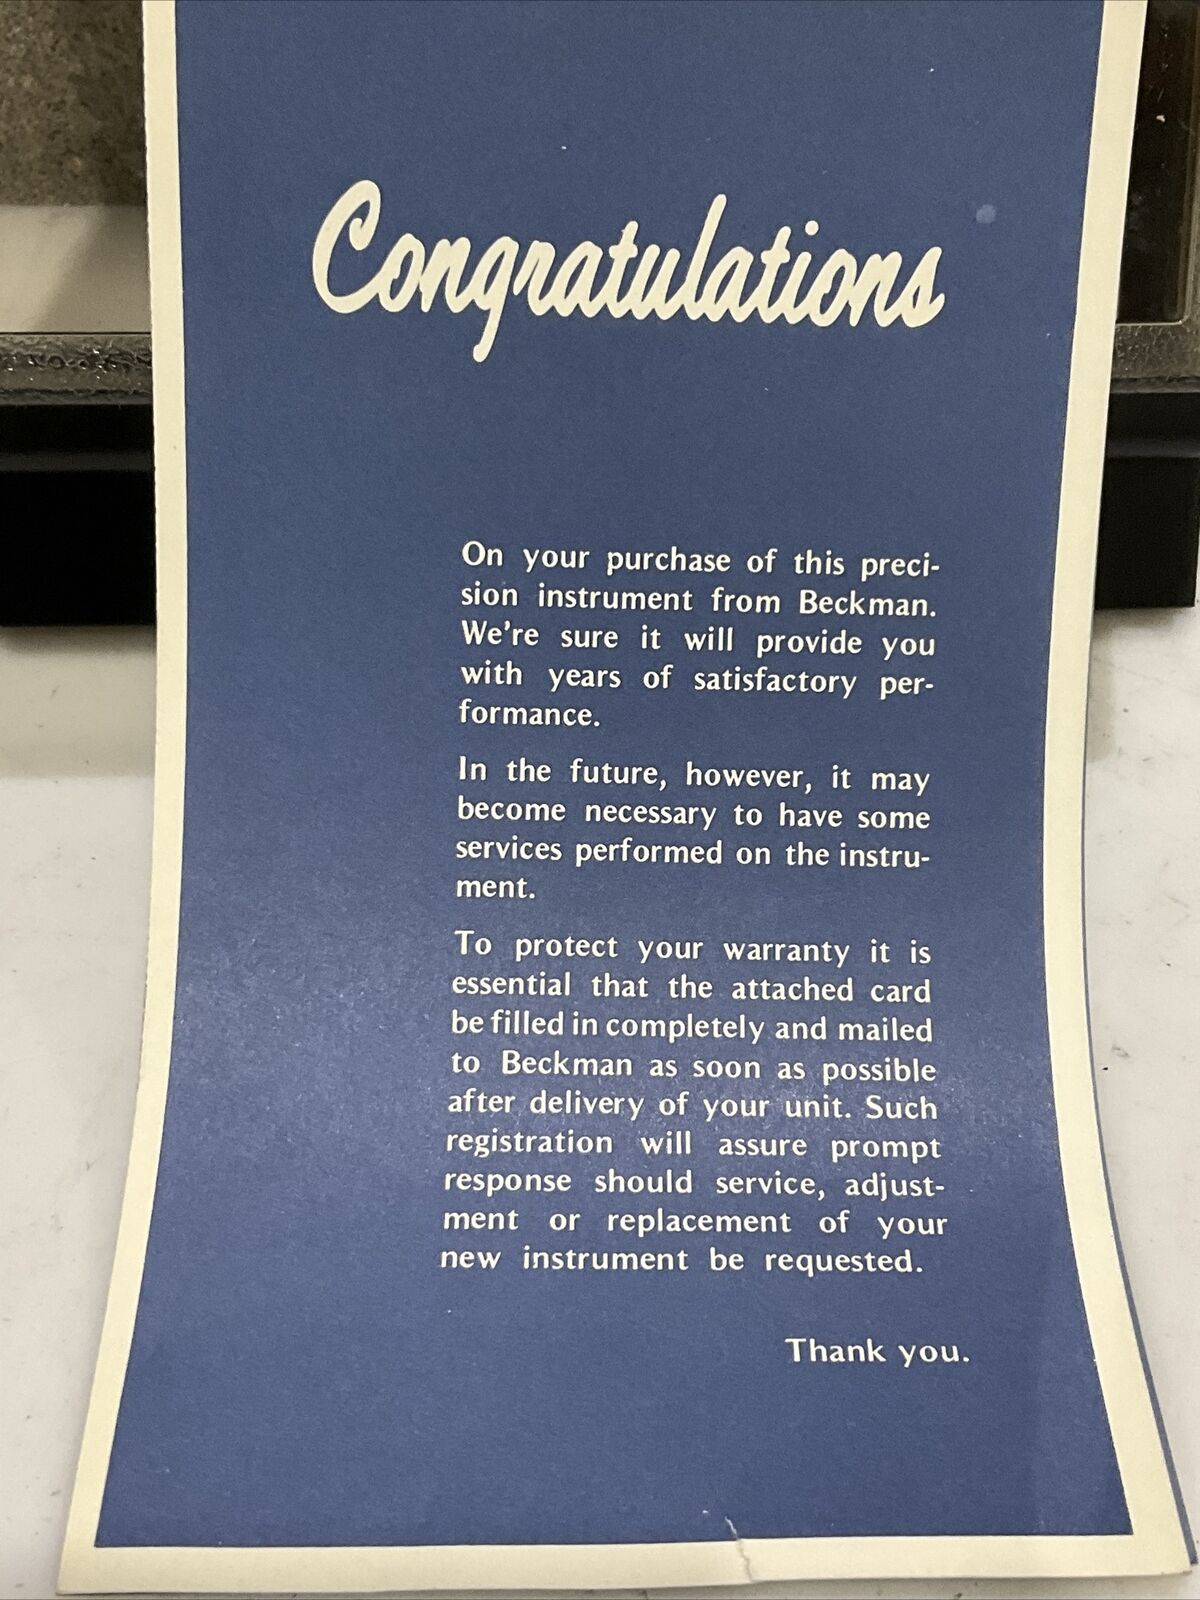 Congratulations
On your purchase of this preci-
sion instrument from Beckman.
We're sure it will provide you
with years of satisfactory per-
formance.
In the future, however, it may
become necessary to have some
services performed on the instru-
ment.
To protect your warranty it is
essential that the attached card
be filled in completely and mailed
to Beckman as soon as possible
after delivery of your unit. Such
registration will assure prompt
response should service, adjust-
ment or replacement of your
new instrument be requested.
Thank you.